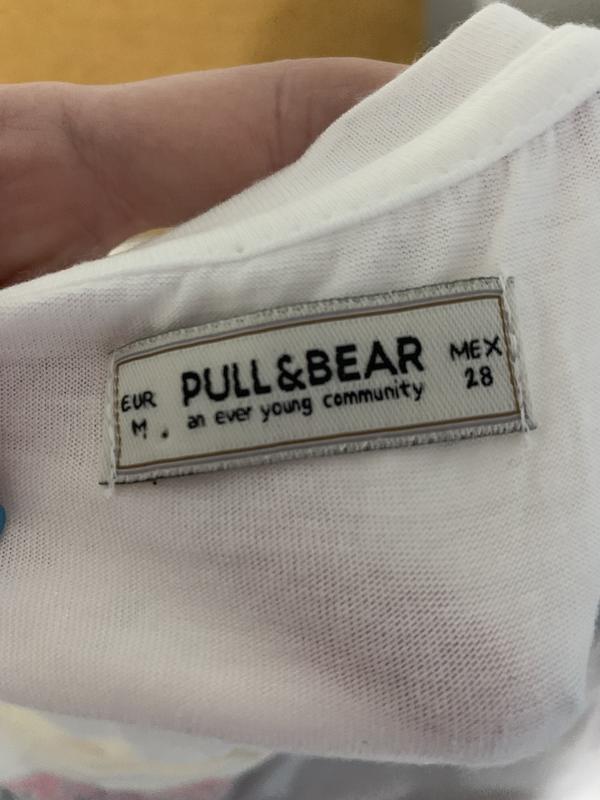 EUR
M .
PULL&BEAR
an ever young community
MEX
28